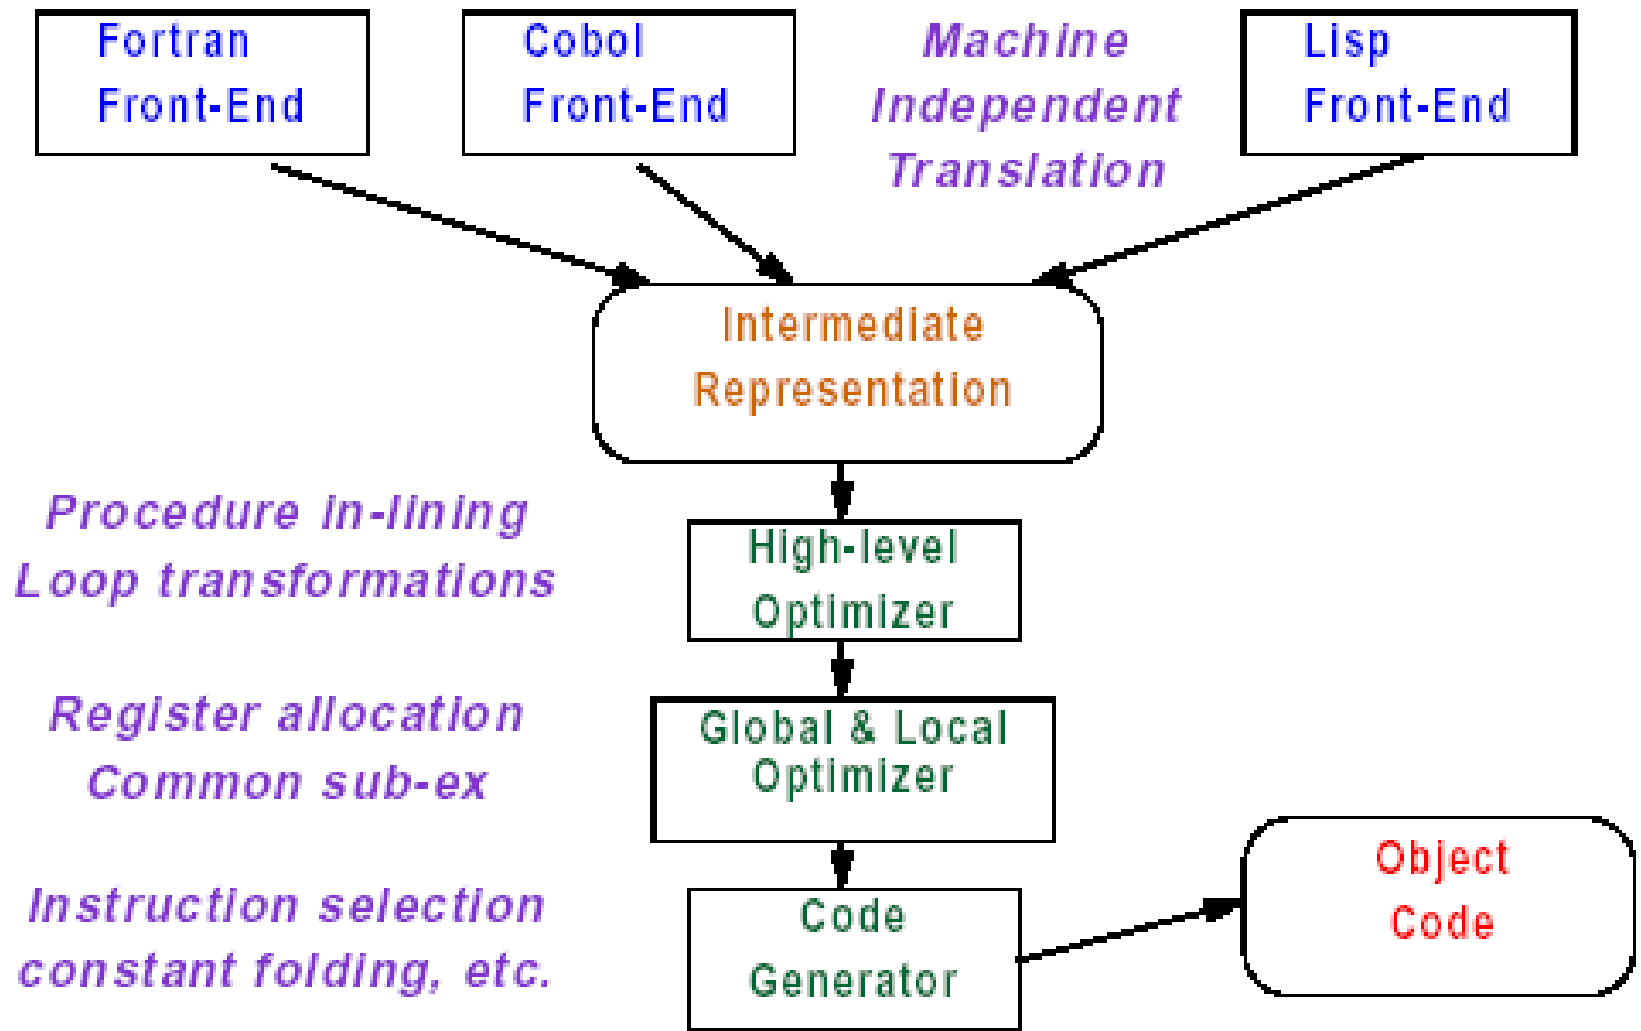 Fortran
Front-End
Cobol
Front-End
Machine
Independent
Translation
Lisp
Front-End
Intermediate
Representation
Procedure in-lining
Loop transformations
High-level
Optimizer
Register allocation
Common sub-ex
Global & Local
Optimizer
Instruction selection
constant folding, etc.
Code
Generator
Object
Code